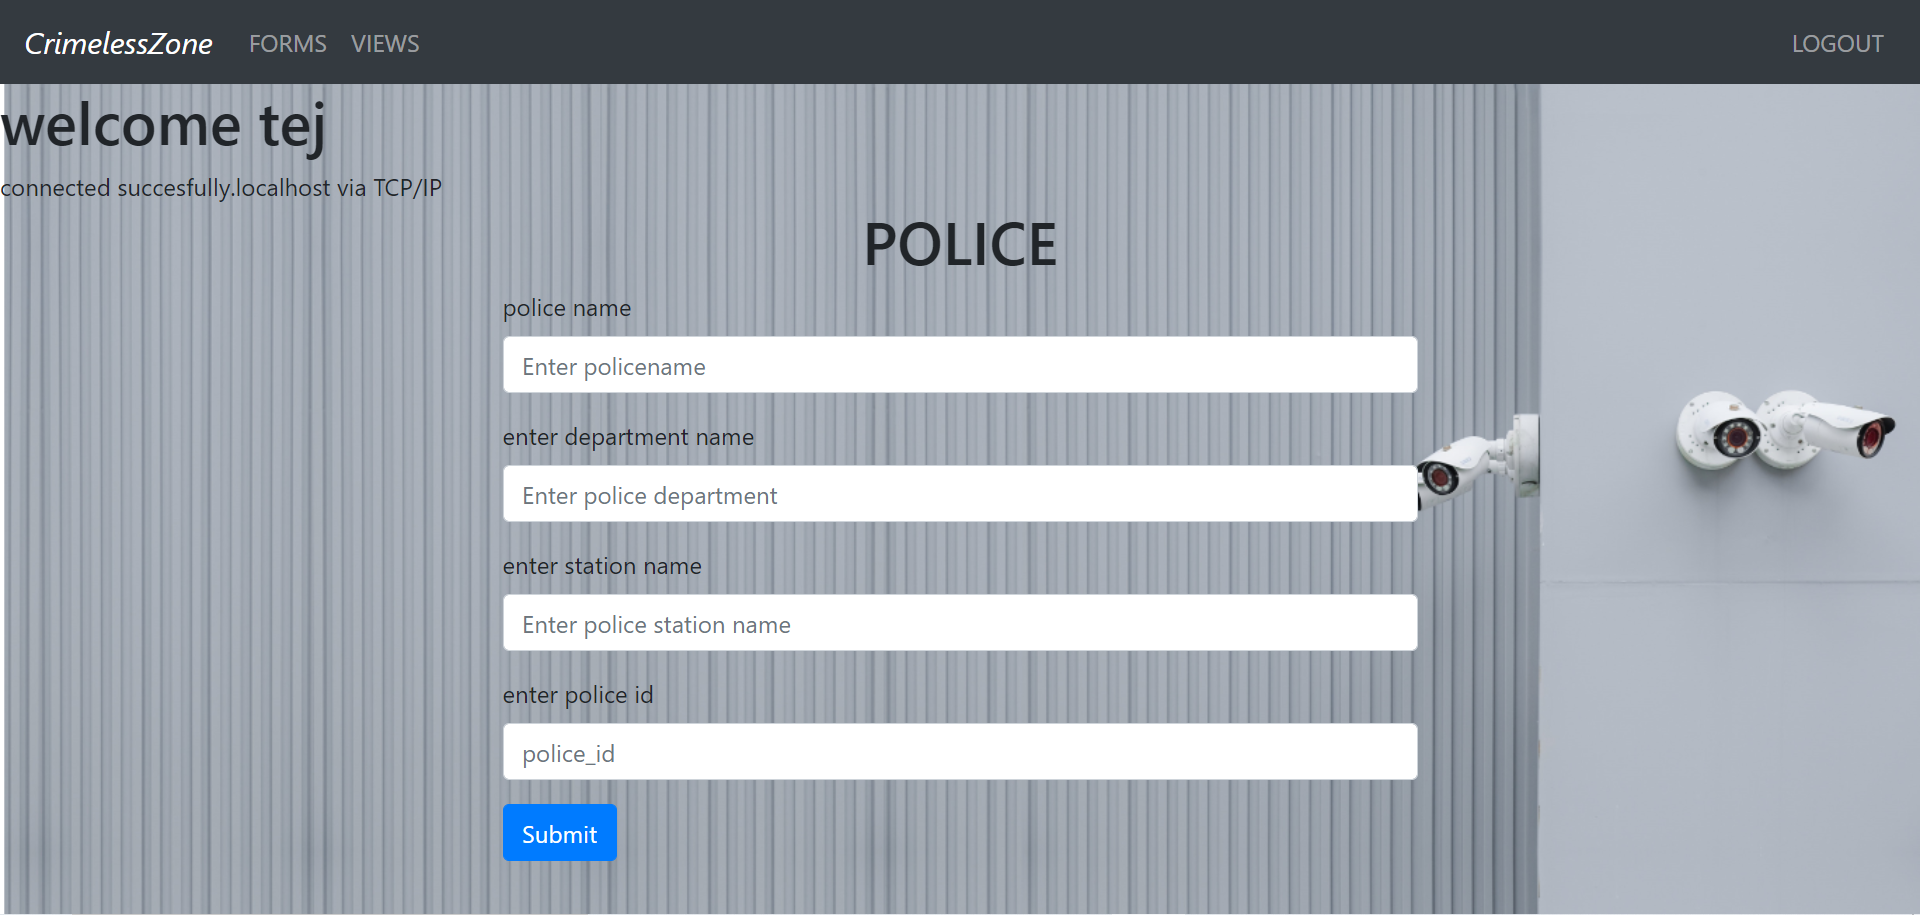 CrimelessZone FORMS VIEWS LOGOUT
welcome tej
connected succesfully.localhost via TCP/IP
POLICE
police name
Enter policename
enter department name
Enter police department
enter station name
Enter police station name
enter police id
police_id
Submit